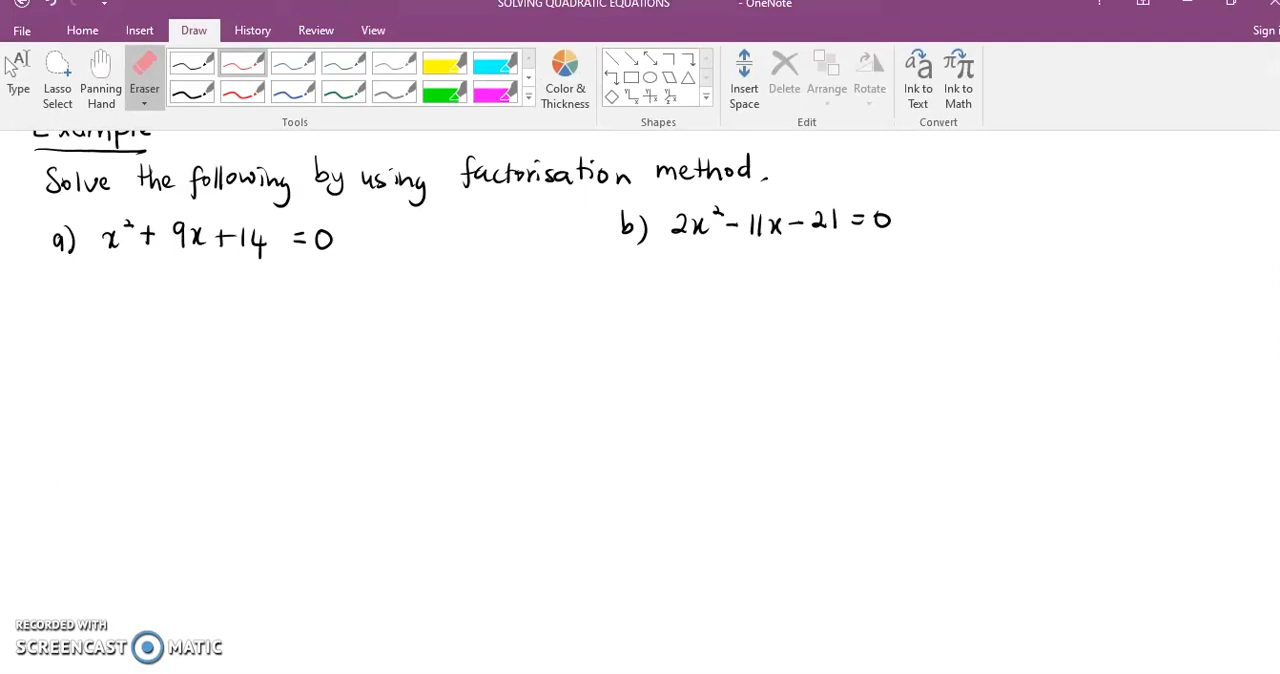 SOLVING QUADRATIC EQUATIONS - OneNote
File Home Insert Draw History Review View Sign i
Type Lasso Select Panning Hand Eraser Color & Thickness Insert Space Delete Arrange Rotate Ink to Text Ink to Math
Tools Shapes Edit Convert
Example
Solve the following by using factorisation method.
a) x² + 9x + 14 = 0 b) 2x² - 11x - 21 = 0
RECORDED WITH
SCREENCAST MATIC